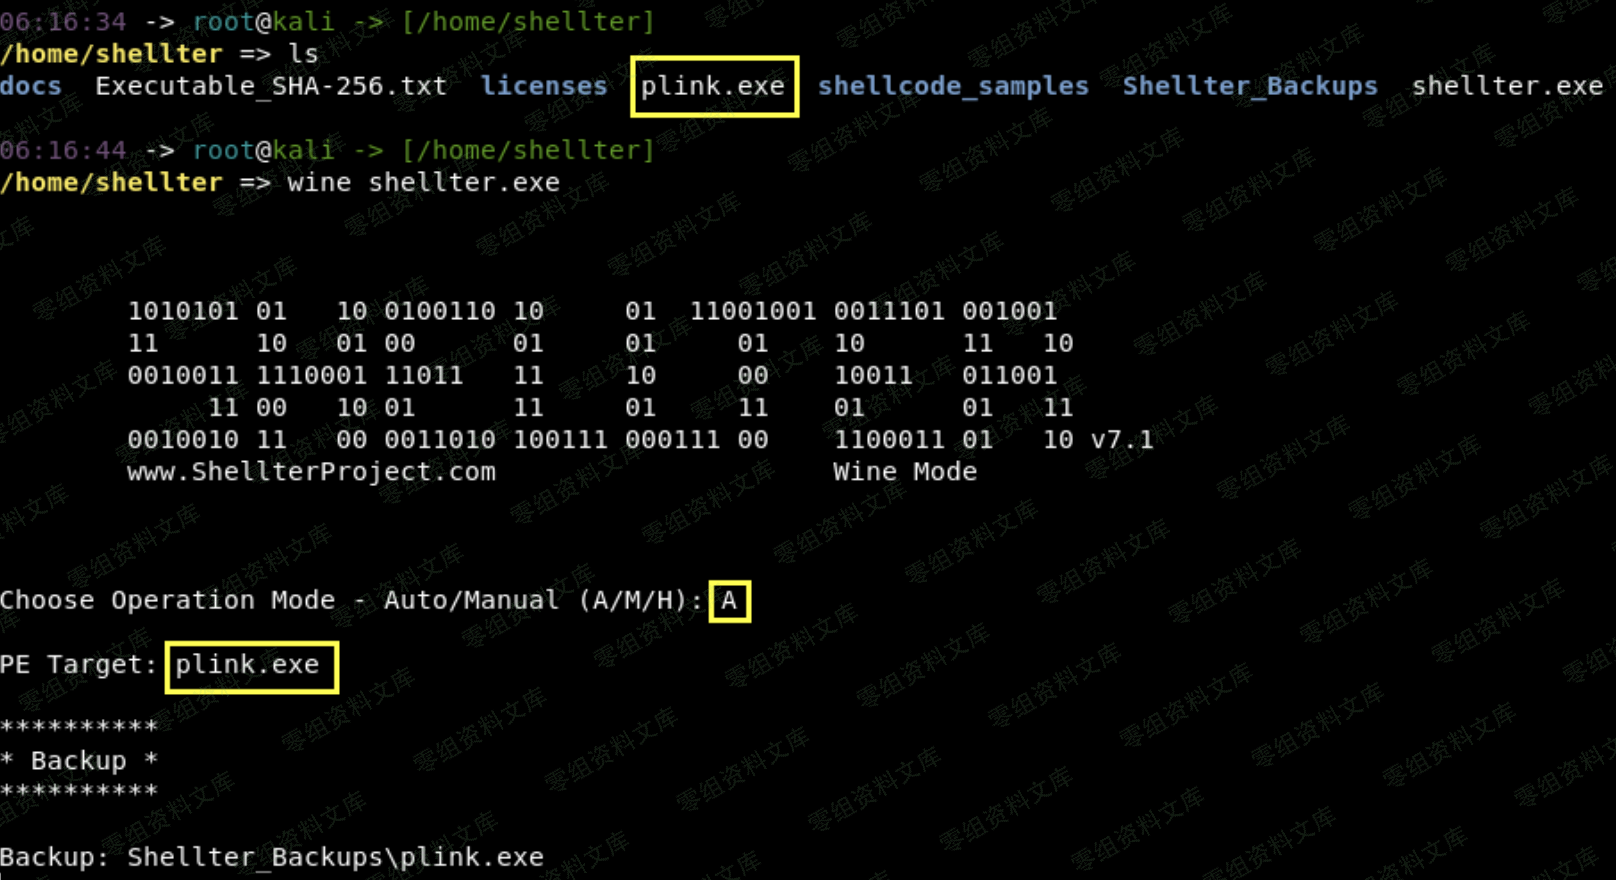 06:16:34 -> root@kali -> [/home/shellter]
/home/shellter => ls
docs  Executable_SHA-256.txt  licenses  plink.exe  shellcode_samples  Shellter_Backups  shellter.exe
06:16:44 -> root@kali -> [/home/shellter]
/home/shellter => wine shellter.exe
1010101 01   10 0100110 10     01  11001001 0011101 001001
11      10   01 00      01     01     01    10      11   10
0010011 1110001 11011   11     10     00    10011   011001
     11 00   10 01      11     01     11    01      01   11
0010010 11   00 0011010 100111 000111 00    1100011 01   10 v7.1
www.ShellterProject.com                     Wine Mode
Choose Operation Mode - Auto/Manual (A/M/H): A
PE Target: plink.exe
**********
* Backup *
**********
Backup: Shellter_Backups\plink.exe
零组资料文库